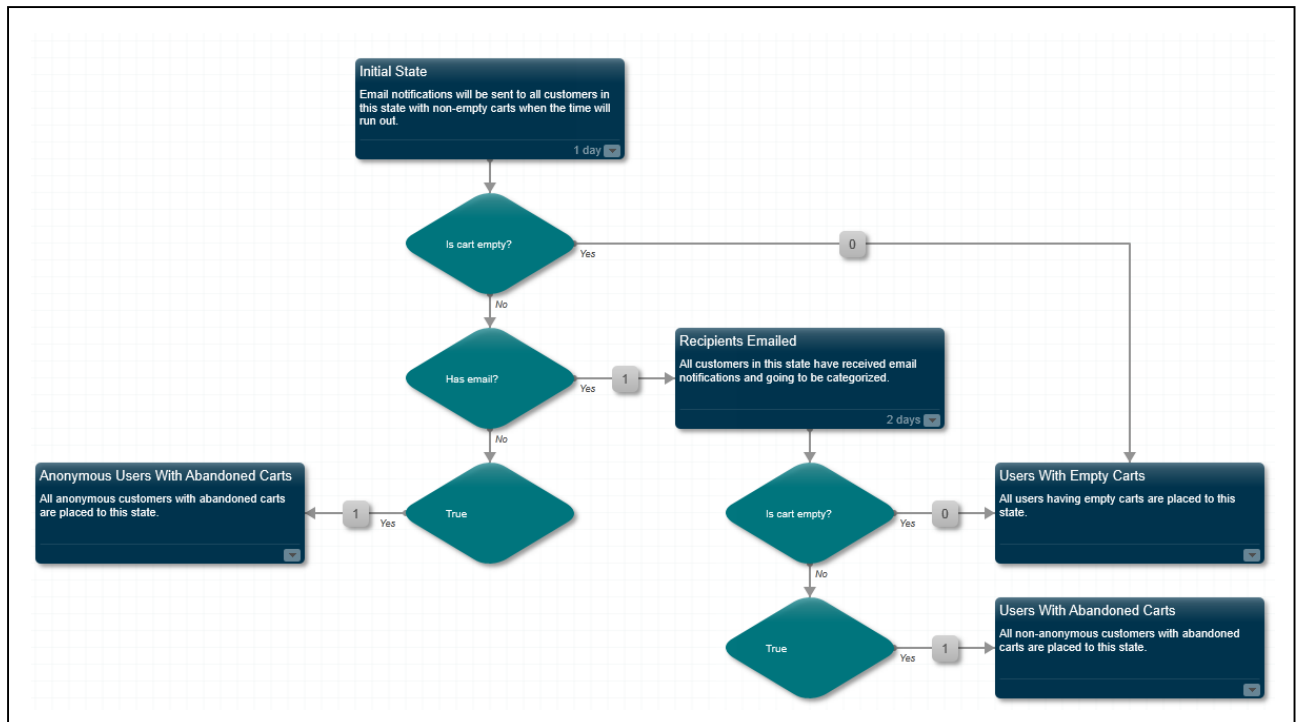 Initial State
Email notifications will be sent to all customers in
this state with non-empty carts when the time will
run out.
1 day
Is cart empty?
Yes
0
No
Has email?
Yes
1
Recipients Emailed
All customers in this state have received email
notifications and going to be categorized.
2 days
No
Anonymous Users With Abandoned Carts
All anonymous customers with abandoned carts
are placed to this state.
1
Yes
True
Is cart empty?
Yes
0
Users With Empty Carts
All users having empty carts are placed to this
state.
No
True
Yes
1
Users With Abandoned Carts
All non-anonymous customers with abandoned
carts are placed to this state.